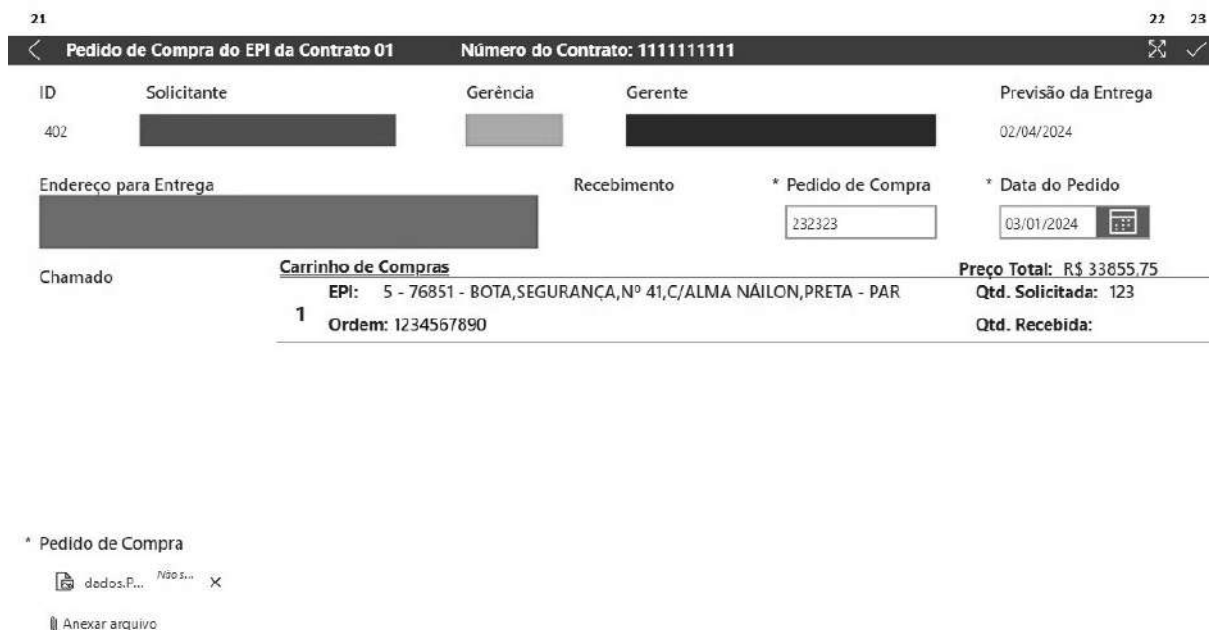 21 22 23
Pedido de Compra do EPI da Contrato 01 Número do Contrato: 1111111111
ID Solicitante Gerência Gerente Previsão da Entrega
402 02/04/2024
Endereço para Entrega Recebimento * Pedido de Compra * Data do Pedido
232323 03/01/2024
Chamado Carrinho de Compras Preço Total: R$ 33855,75
EPI: 5 - 76851 - BOTA,SEGURANÇA,Nº 41,C/ALMA NÁILON,PRETA - PAR Qtd. Solicitada: 123
1 Ordem: 1234567890 Qtd. Recebida:
* Pedido de Compra
dados.P... Não s...
Anexar arquivo